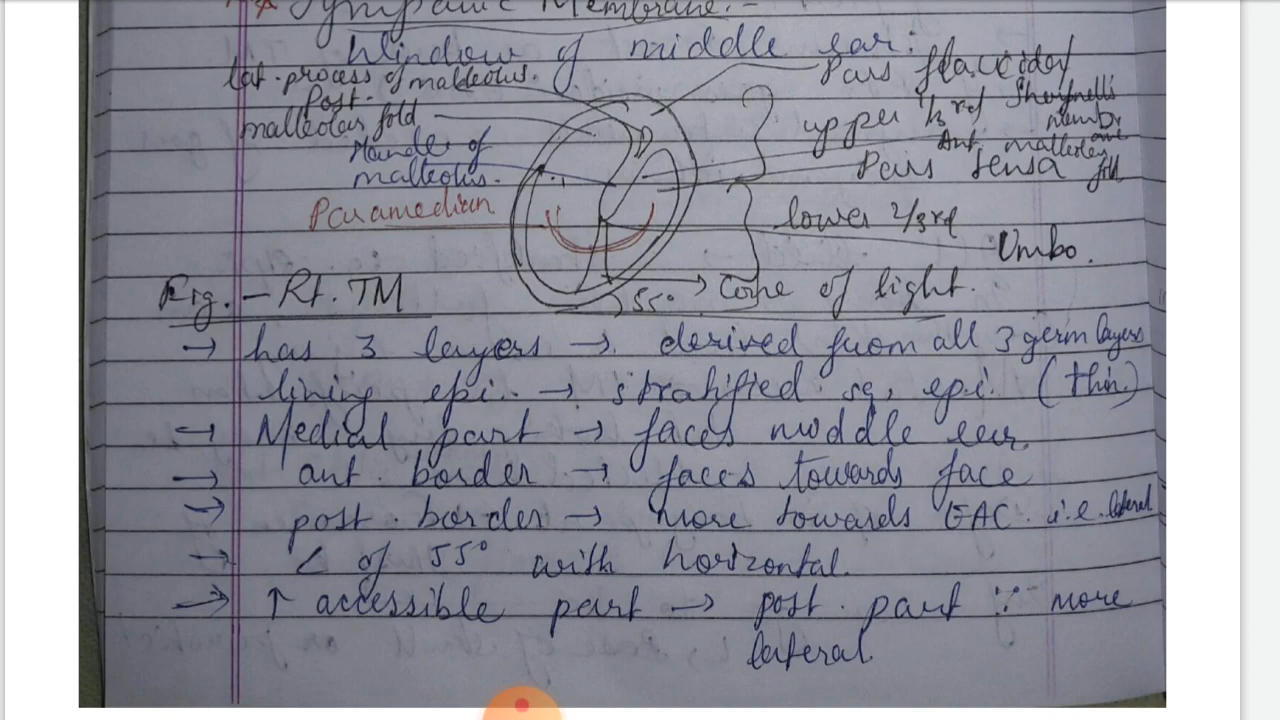 Tympanic Membrane :-
Window of middle ear :
Lat. process of malleolus.
Post.
malleolar fold
Handle of
malleolus.
Paramedian
Pars flaccida /
upper 1/3rd Sharpnell's
membr
Ant. malleolar
fold
Pars tensa
lower 2/3rd
Umbo.
Cone of light.
55°
Fig. - Rt. TM
→ has 3 layers → derived from all 3 germ layers
lining epi. → stratified sq. epi. (thin)
→ Medial part → faces middle ear.
→ ant. border → faces towards face
→ post. border → more towards EAC. i.e. lateral
→ ∠ of 55° with horizontal.
→ ↑ accessible part → post. part ∵ more
lateral